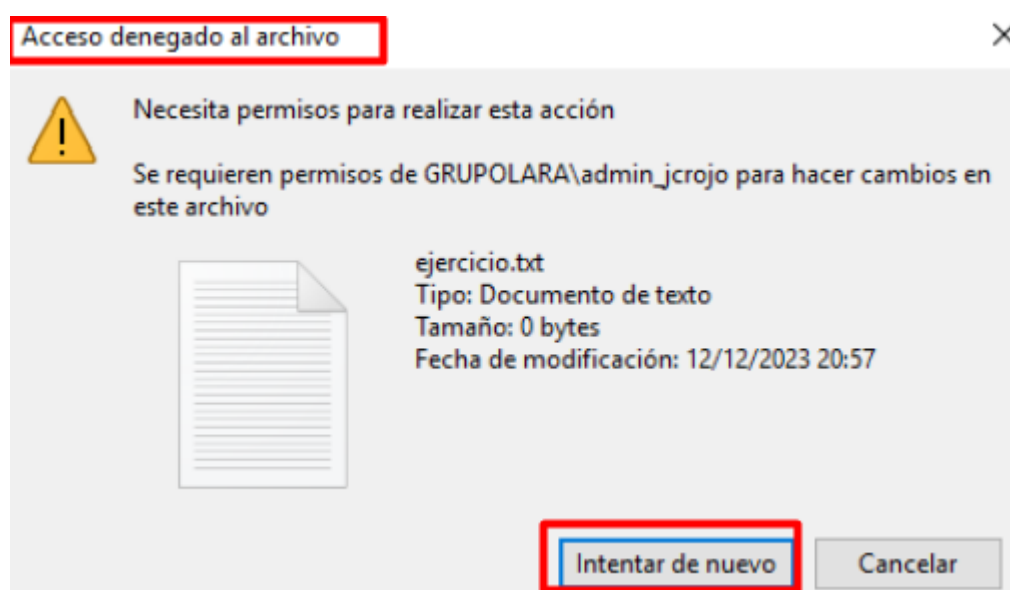 Acceso denegado al archivo
Necesita permisos para realizar esta acción
Se requieren permisos de GRUPOLARA\admin_jcrojo para hacer cambios en
este archivo
ejercicio.txt
Tipo: Documento de texto
Tamaño: 0 bytes
Fecha de modificación: 12/12/2023 20:57
Intentar de nuevo
Cancelar